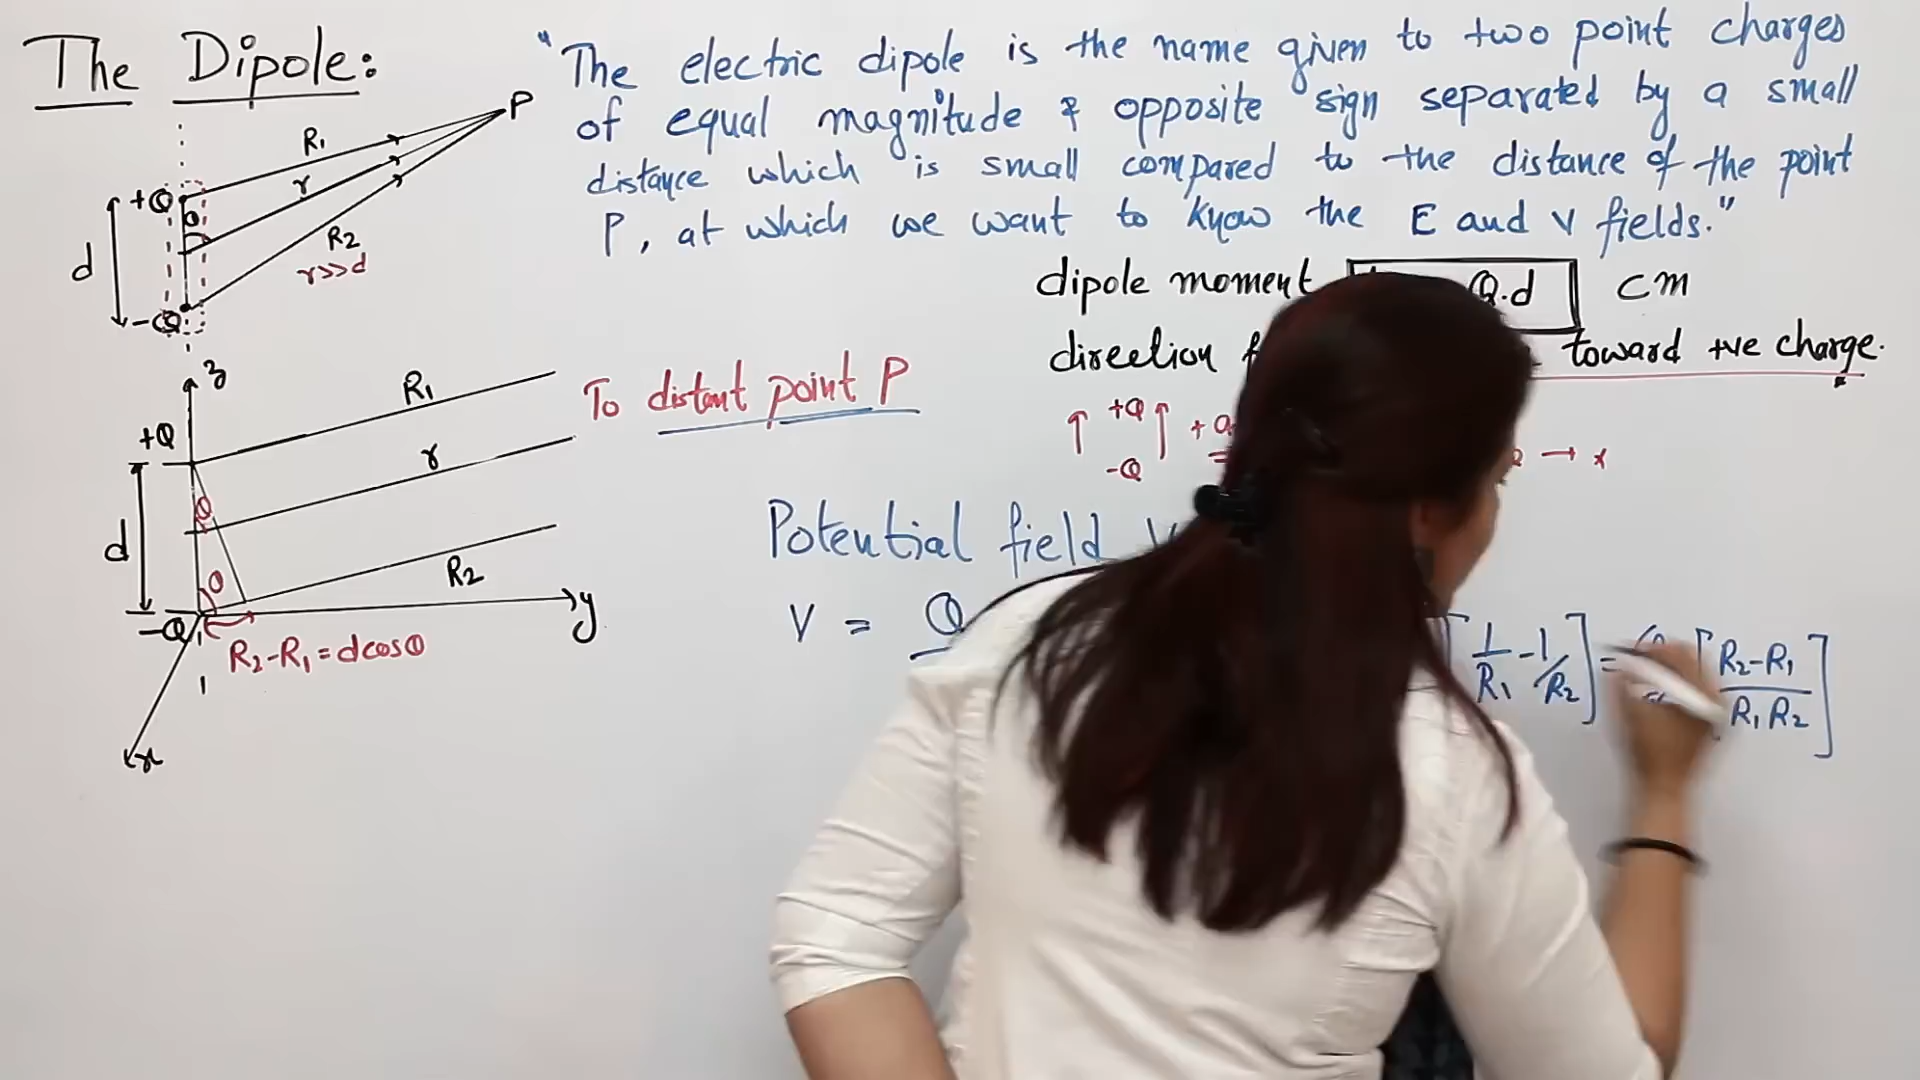 The Dipole:
"The electric dipole is the name given to two point charges
of equal magnitude & opposite sign separated by a small
distance which is small compared to the distance of the point
P, at which we want to know the E and V fields."
P
R₁
r
+Q
θ
R₂
r>>d
d
-Q
dipole moment Q.d cm
direction toward +ve charge.
+Q
-Q
→ x
z
R₁
To distant point P
+Q
r
θ
d
θ
R₂
-Q
y
R₂-R₁ = dcosθ
x
Potential field V
V = Q [1/R₁ - 1/R₂] = [R₂-R₁/R₁R₂]